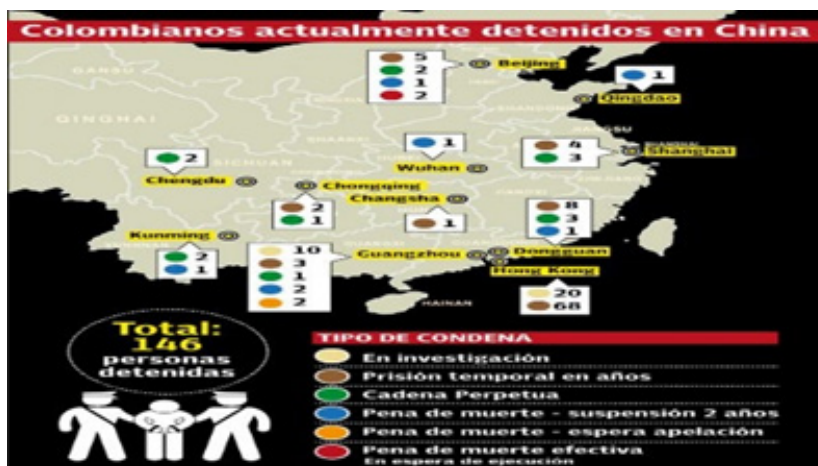 Colombianos actualmente detenidos en China
GANSU
QINGHAI
SICHUAN
HAINAN
5
2
1
2
Beijing
1
Qingdao
4
3
Shanghai
1
Wuhan
2
Chengdu
Chongqing
2
1
Changsha
1
Kunming
2
1
10
3
1
2
2
Guangzhou
8
3
1
Dongguan
Hong Kong
20
68
Total:
146
personas
detenidas
TIPO DE CONDENA
En investigación
Prisión temporal en años
Cadena Perpetua
Pena de muerte - suspensión 2 años
Pena de muerte - espera apelación
Pena de muerte efectiva
En espera de ejecución